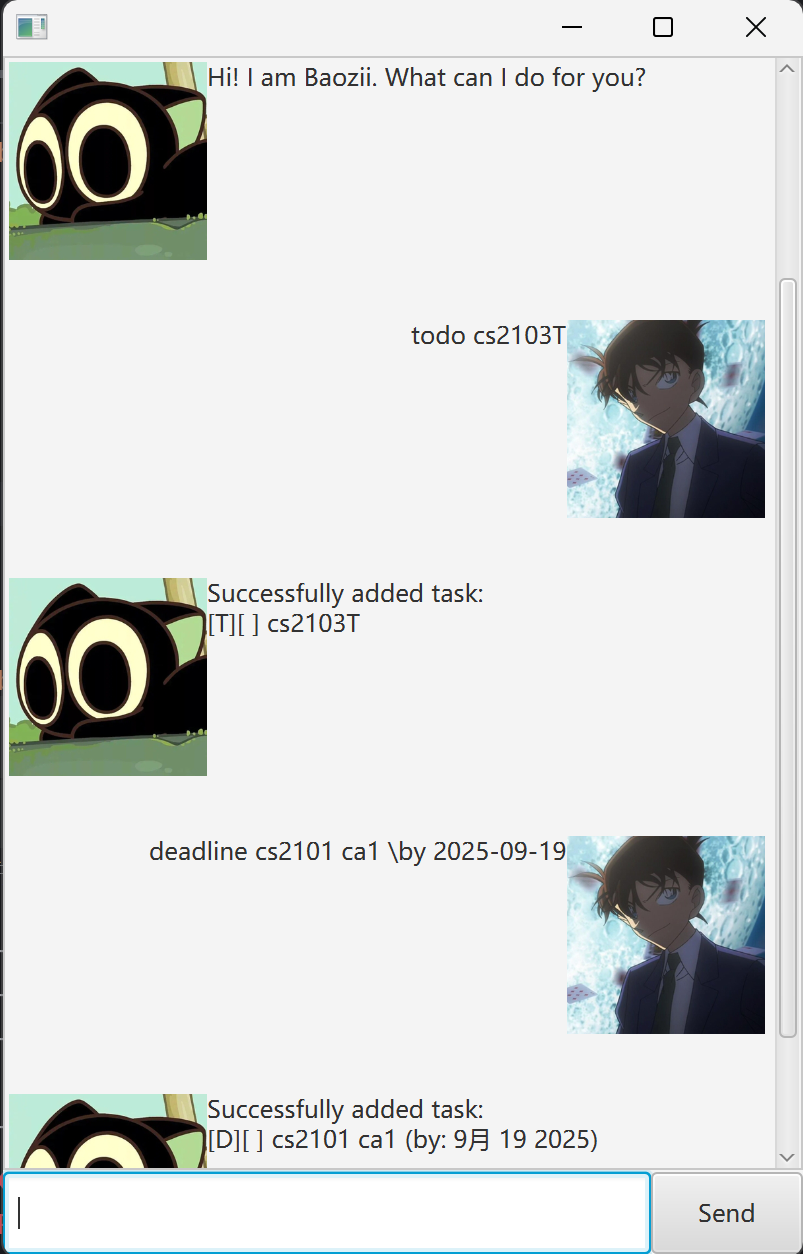 Hi! I am Baozii. What can I do for you?
todo cs2103T
Successfully added task:
[T][ ] cs2103T
deadline cs2101 ca1 \by 2025-09-19
Successfully added task:
[D][ ] cs2101 ca1 (by: 9月 19 2025)
Send